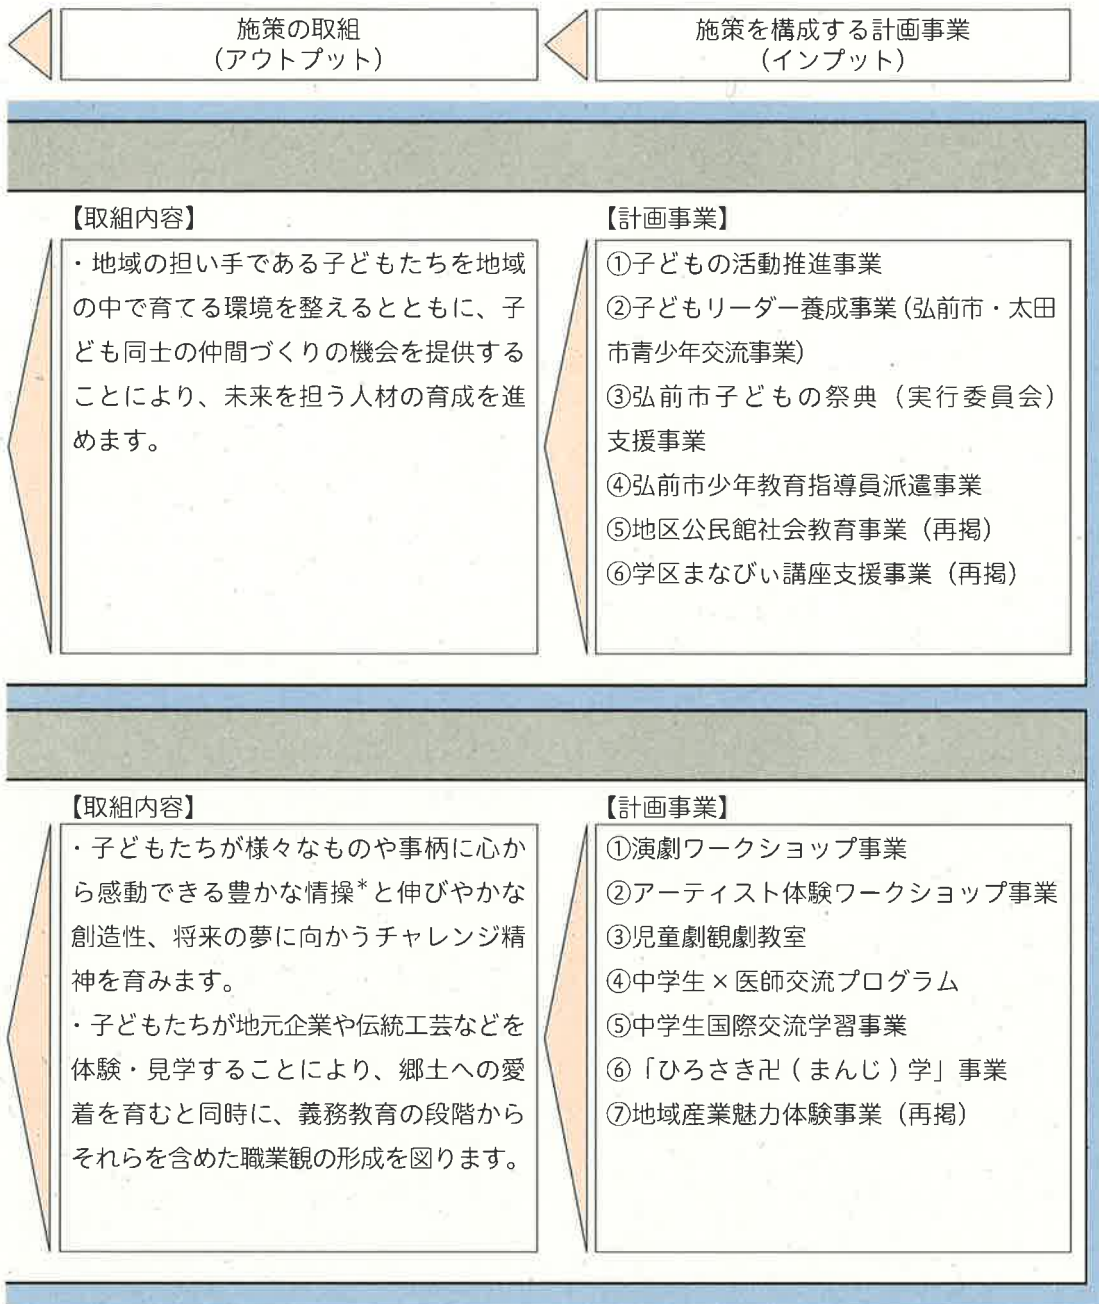 施策の取組
(アウトプット)
施策を構成する計画事業
(インプット)
【取組内容】
・地域の担い手である子どもたちを地域
の中で育てる環境を整えるとともに、子
ども同士の仲間づくりの機会を提供する
ことにより、未来を担う人材の育成を進
めます。
【計画事業】
①子どもの活動推進事業
②子どもリーダー養成事業(弘前市・太田
市青少年交流事業)
③弘前市子どもの祭典(実行委員会)
支援事業
④弘前市少年教育指導員派遣事業
⑤地区公民館社会教育事業(再掲)
⑥学区まなびぃ講座支援事業(再掲)
【取組内容】
・子どもたちが様々なものや事柄に心か
ら感動できる豊かな情操*と伸びやかな
創造性、将来の夢に向かうチャレンジ精
神を育みます。
・子どもたちが地元企業や伝統工芸などを
体験・見学することにより、郷土への愛
着を育むと同時に、義務教育の段階から
それらを含めた職業観の形成を図ります。
【計画事業】
①演劇ワークショップ事業
②アーティスト体験ワークショップ事業
③児童劇観劇教室
④中学生×医師交流プログラム
⑤中学生国際交流学習事業
⑥「ひろさき卍(まんじ)学」事業
⑦地域産業魅力体験事業(再掲)